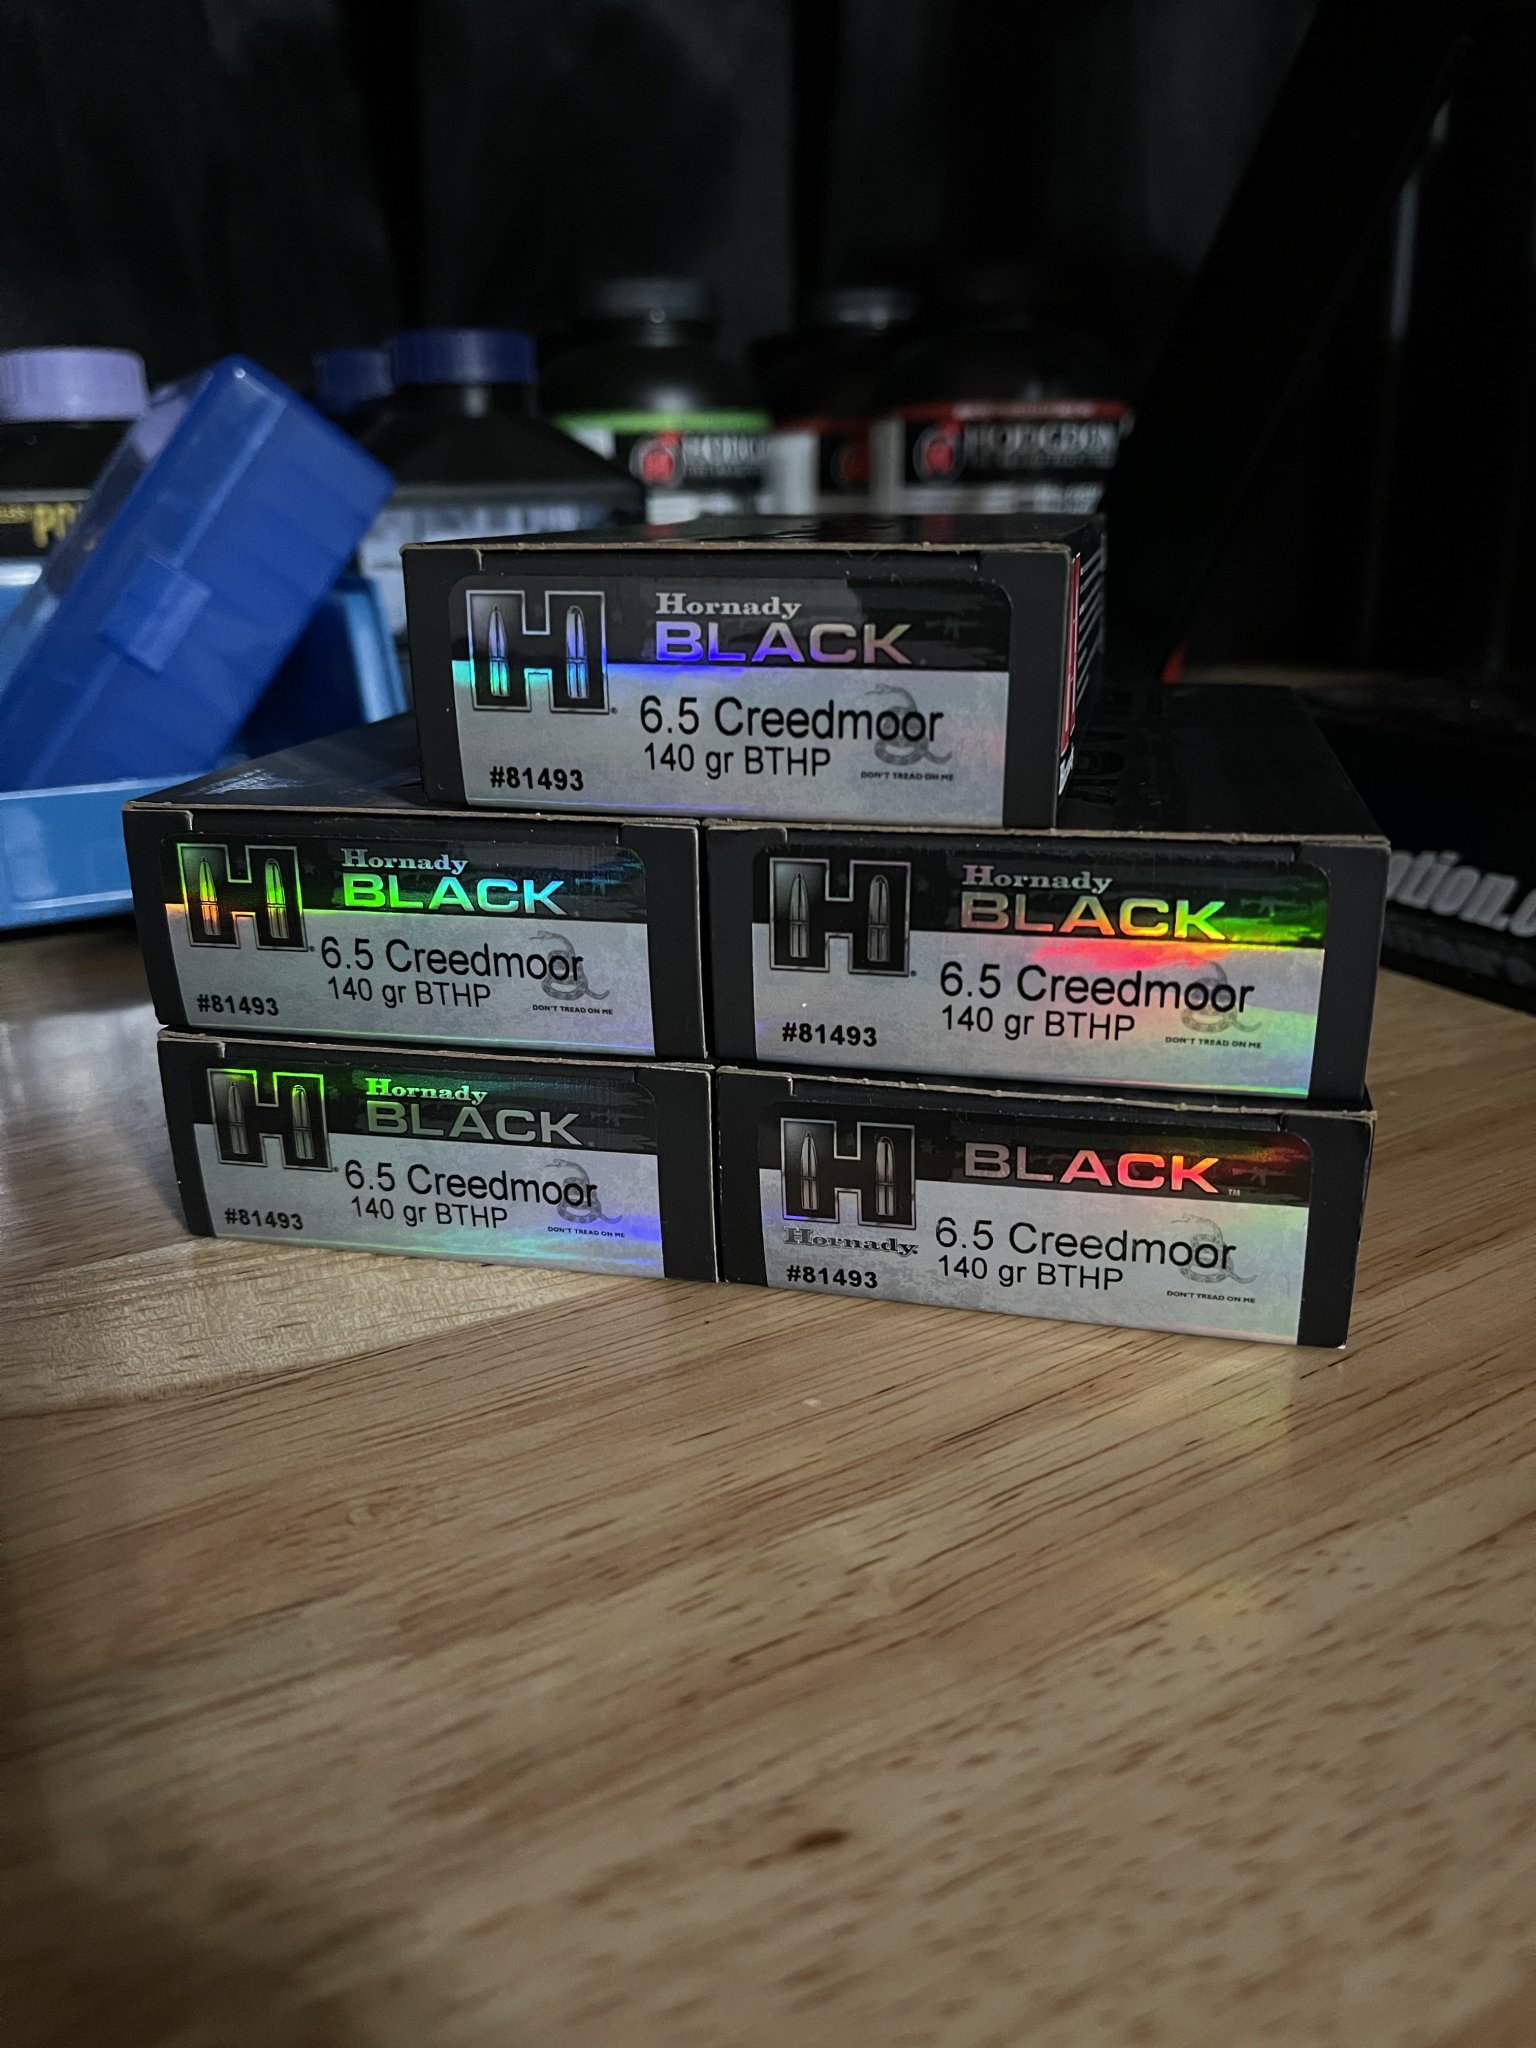 HODGDON
Hornady
BLACK
6.5 Creedmoor
140 gr BTHP
#81493
DON'T TREAD ON ME
Hornady
BLACK
6.5 Creedmoor
140 gr BTHP
#81493
DON'T TREAD ON ME
Hornady
BLACK
6.5 Creedmoor
140 gr BTHP
#81493
DON'T TREAD ON ME
Hornady
BLACK
6.5 Creedmoor
140 gr BTHP
#81493
DON'T TREAD ON ME
BLACK™
Hornady
6.5 Creedmoor
140 gr BTHP
#81493
DON'T TREAD ON ME